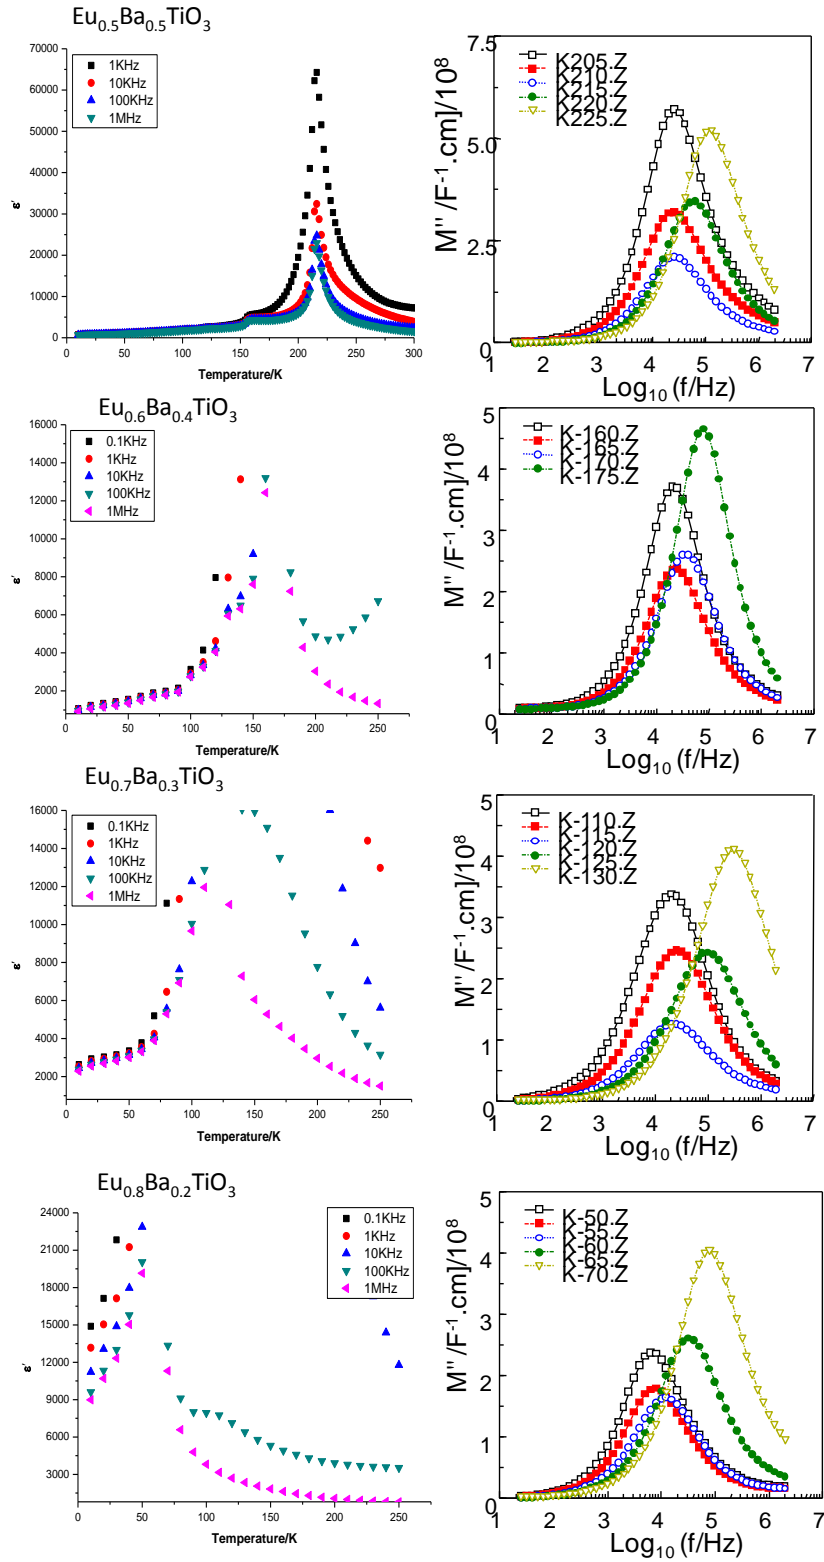 Eu0.5Ba0.5TiO3
70000
60000
50000
40000
30000
20000
10000
0
ε'
1KHz
10KHz
100KHz
1MHz
0 50 100 150 200 250 300
Temperature/K
7.5
5.0
2.5
0
M'' /F-1.cm]/10^8
K205.Z
K210.Z
K215.Z
K220.Z
K225.Z
1 2 3 4 5 6 7
Log10 (f/Hz)
Eu0.6Ba0.4TiO3
16000
14000
12000
10000
8000
6000
4000
2000
ε'
0.1KHz
1KHz
10KHz
100KHz
1MHz
0 50 100 150 200 250
Temperature/K
5
4
3
2
1
0
M'' /F-1.cm]/10^8
K-160.Z
K-165.Z
K-170.Z
K-175.Z
1 2 3 4 5 6 7
Log10 (f/Hz)
Eu0.7Ba0.3TiO3
16000
14000
12000
10000
8000
6000
4000
2000
ε'
0.1KHz
1KHz
10KHz
100KHz
1MHz
0 50 100 150 200 250
Temperature/K
5
4
3
2
1
0
M'' /F-1.cm]/10^8
K-110.Z
K-115.Z
K-120.Z
K-125.Z
K-130.Z
1 2 3 4 5 6 7
Log10 (f/Hz)
Eu0.8Ba0.2TiO3
24000
21000
18000
15000
12000
9000
6000
3000
ε'
0.1KHz
1KHz
10KHz
100KHz
1MHz
0 50 100 150 200 250
Temperature/K
5
4
3
2
1
0
M'' /F-1.cm]/10^8
K-50.Z
K-55.Z
K-60.Z
K-65.Z
K-70.Z
1 2 3 4 5 6 7
Log10 (f/Hz)